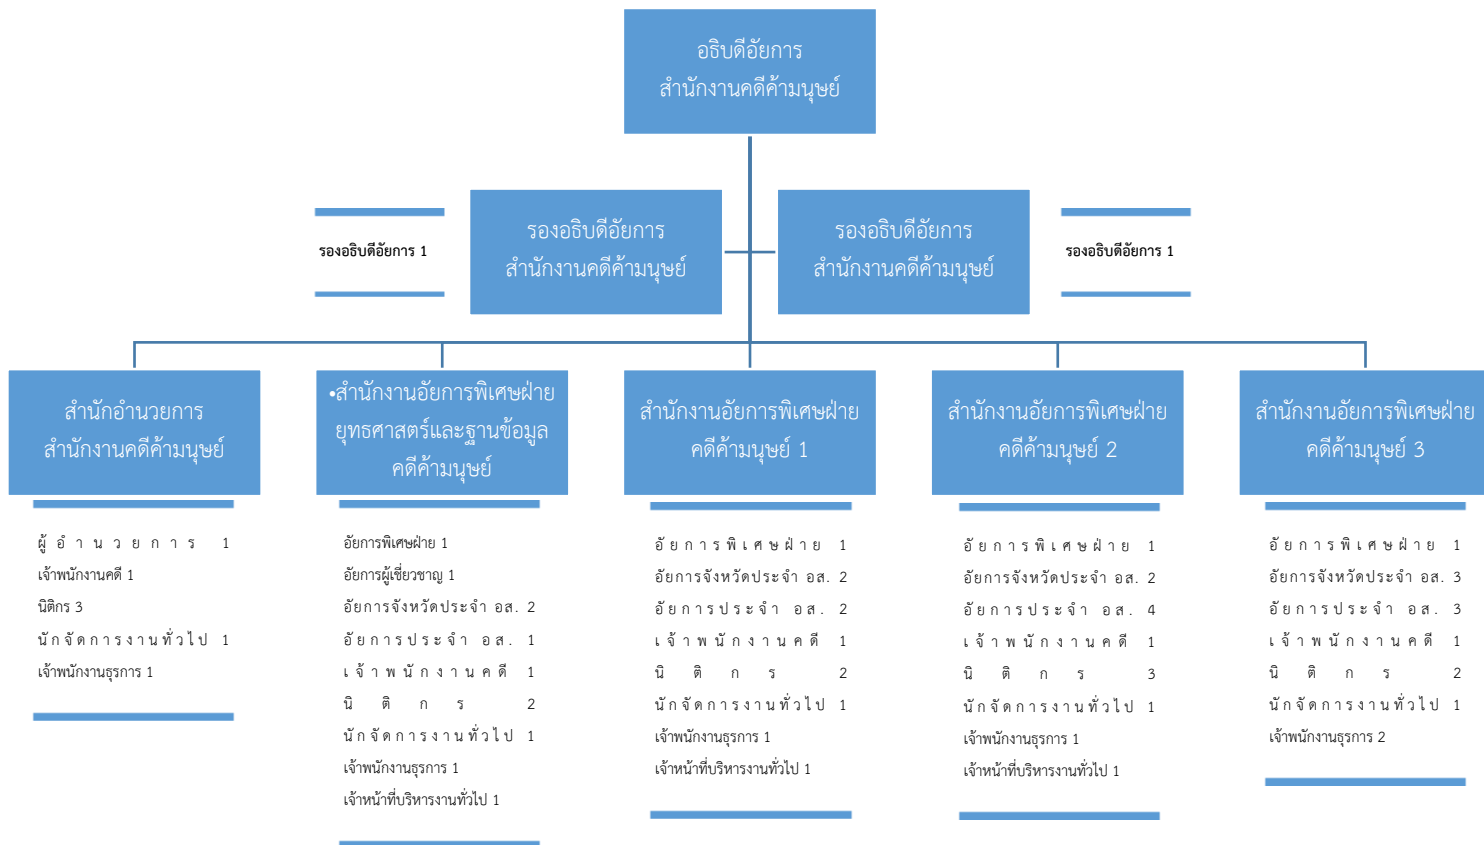 อธิบดีอัยการ
สำนักงานคดีค้ามนุษย์
รองอธิบดีอัยการ 1
รองอธิบดีอัยการ
สำนักงานคดีค้ามนุษย์
รองอธิบดีอัยการ
สำนักงานคดีค้ามนุษย์
รองอธิบดีอัยการ 1
สำนักอำนวยการ
สำนักงานคดีค้ามนุษย์
ผู้อำนวยการ 1
เจ้าพนักงานคดี 1
นิติกร 3
นักจัดการงานทั่วไป 1
เจ้าพนักงานธุรการ 1
•สำนักงานอัยการพิเศษฝ่าย
ยุทธศาสตร์และฐานข้อมูล
คดีค้ามนุษย์
อัยการพิเศษฝ่าย 1
อัยการผู้เชี่ยวชาญ 1
อัยการจังหวัดประจำ อส. 2
อัยการประจำ อส. 1
เจ้าพนักงานคดี 1
นิติกร 2
นักจัดการงานทั่วไป 1
เจ้าพนักงานธุรการ 1
เจ้าหน้าที่บริหารงานทั่วไป 1
สำนักงานอัยการพิเศษฝ่าย
คดีค้ามนุษย์ 1
อัยการพิเศษฝ่าย 1
อัยการจังหวัดประจำ อส. 2
อัยการประจำ อส. 2
เจ้าพนักงานคดี 1
นิติกร 2
นักจัดการงานทั่วไป 1
เจ้าพนักงานธุรการ 1
เจ้าหน้าที่บริหารงานทั่วไป 1
สำนักงานอัยการพิเศษฝ่าย
คดีค้ามนุษย์ 2
อัยการพิเศษฝ่าย 1
อัยการจังหวัดประจำ อส. 2
อัยการประจำ อส. 4
เจ้าพนักงานคดี 1
นิติกร 3
นักจัดการงานทั่วไป 1
เจ้าพนักงานธุรการ 1
เจ้าหน้าที่บริหารงานทั่วไป 1
สำนักงานอัยการพิเศษฝ่าย
คดีค้ามนุษย์ 3
อัยการพิเศษฝ่าย 1
อัยการจังหวัดประจำ อส. 3
อัยการประจำ อส. 3
เจ้าพนักงานคดี 1
นิติกร 2
นักจัดการงานทั่วไป 1
เจ้าพนักงานธุรการ 2